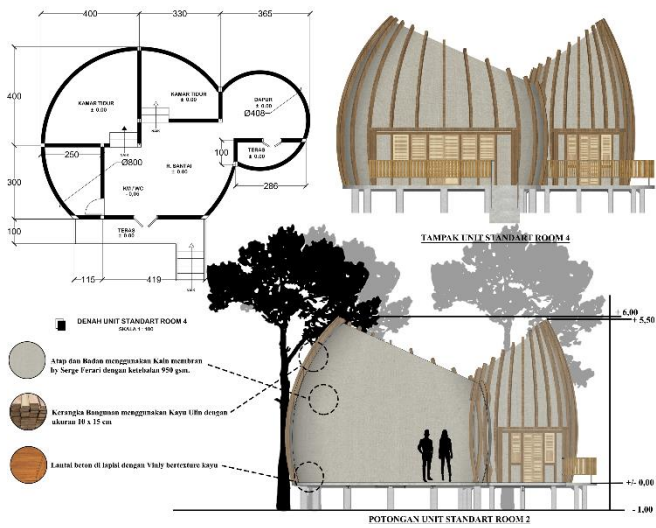 400
330
365
400
300
100
KAMAR TIDUR
± 0.00
KAMAR TIDUR
± 0.00
DAPUR
± 0.00
Ø408
NAIK
NAIK
TERAS
± 0.00
100
250
Ø800
R. SANTAI
± 0.00
286
KM / WC
- 0,00
TERAS
± 0.00
NAIK
115
419
DENAH UNIT STANDART ROOM 4
SKALA 1 : 100
TAMPAK UNIT STANDART ROOM 4
Atap dan Badan menggunakan Kain membran
by Serge Ferari dengan ketebalan 950 gsm.
Kerangka Bangunan menggunakan Kayu Ulin dengan
ukuran 10 x 15 cm
Lantai beton di lapisi dengan Vinly bertexture kayu
+ 6,00
+ 5,50
+/- 0,00
- 1,00
POTONGAN UNIT STANDART ROOM 2